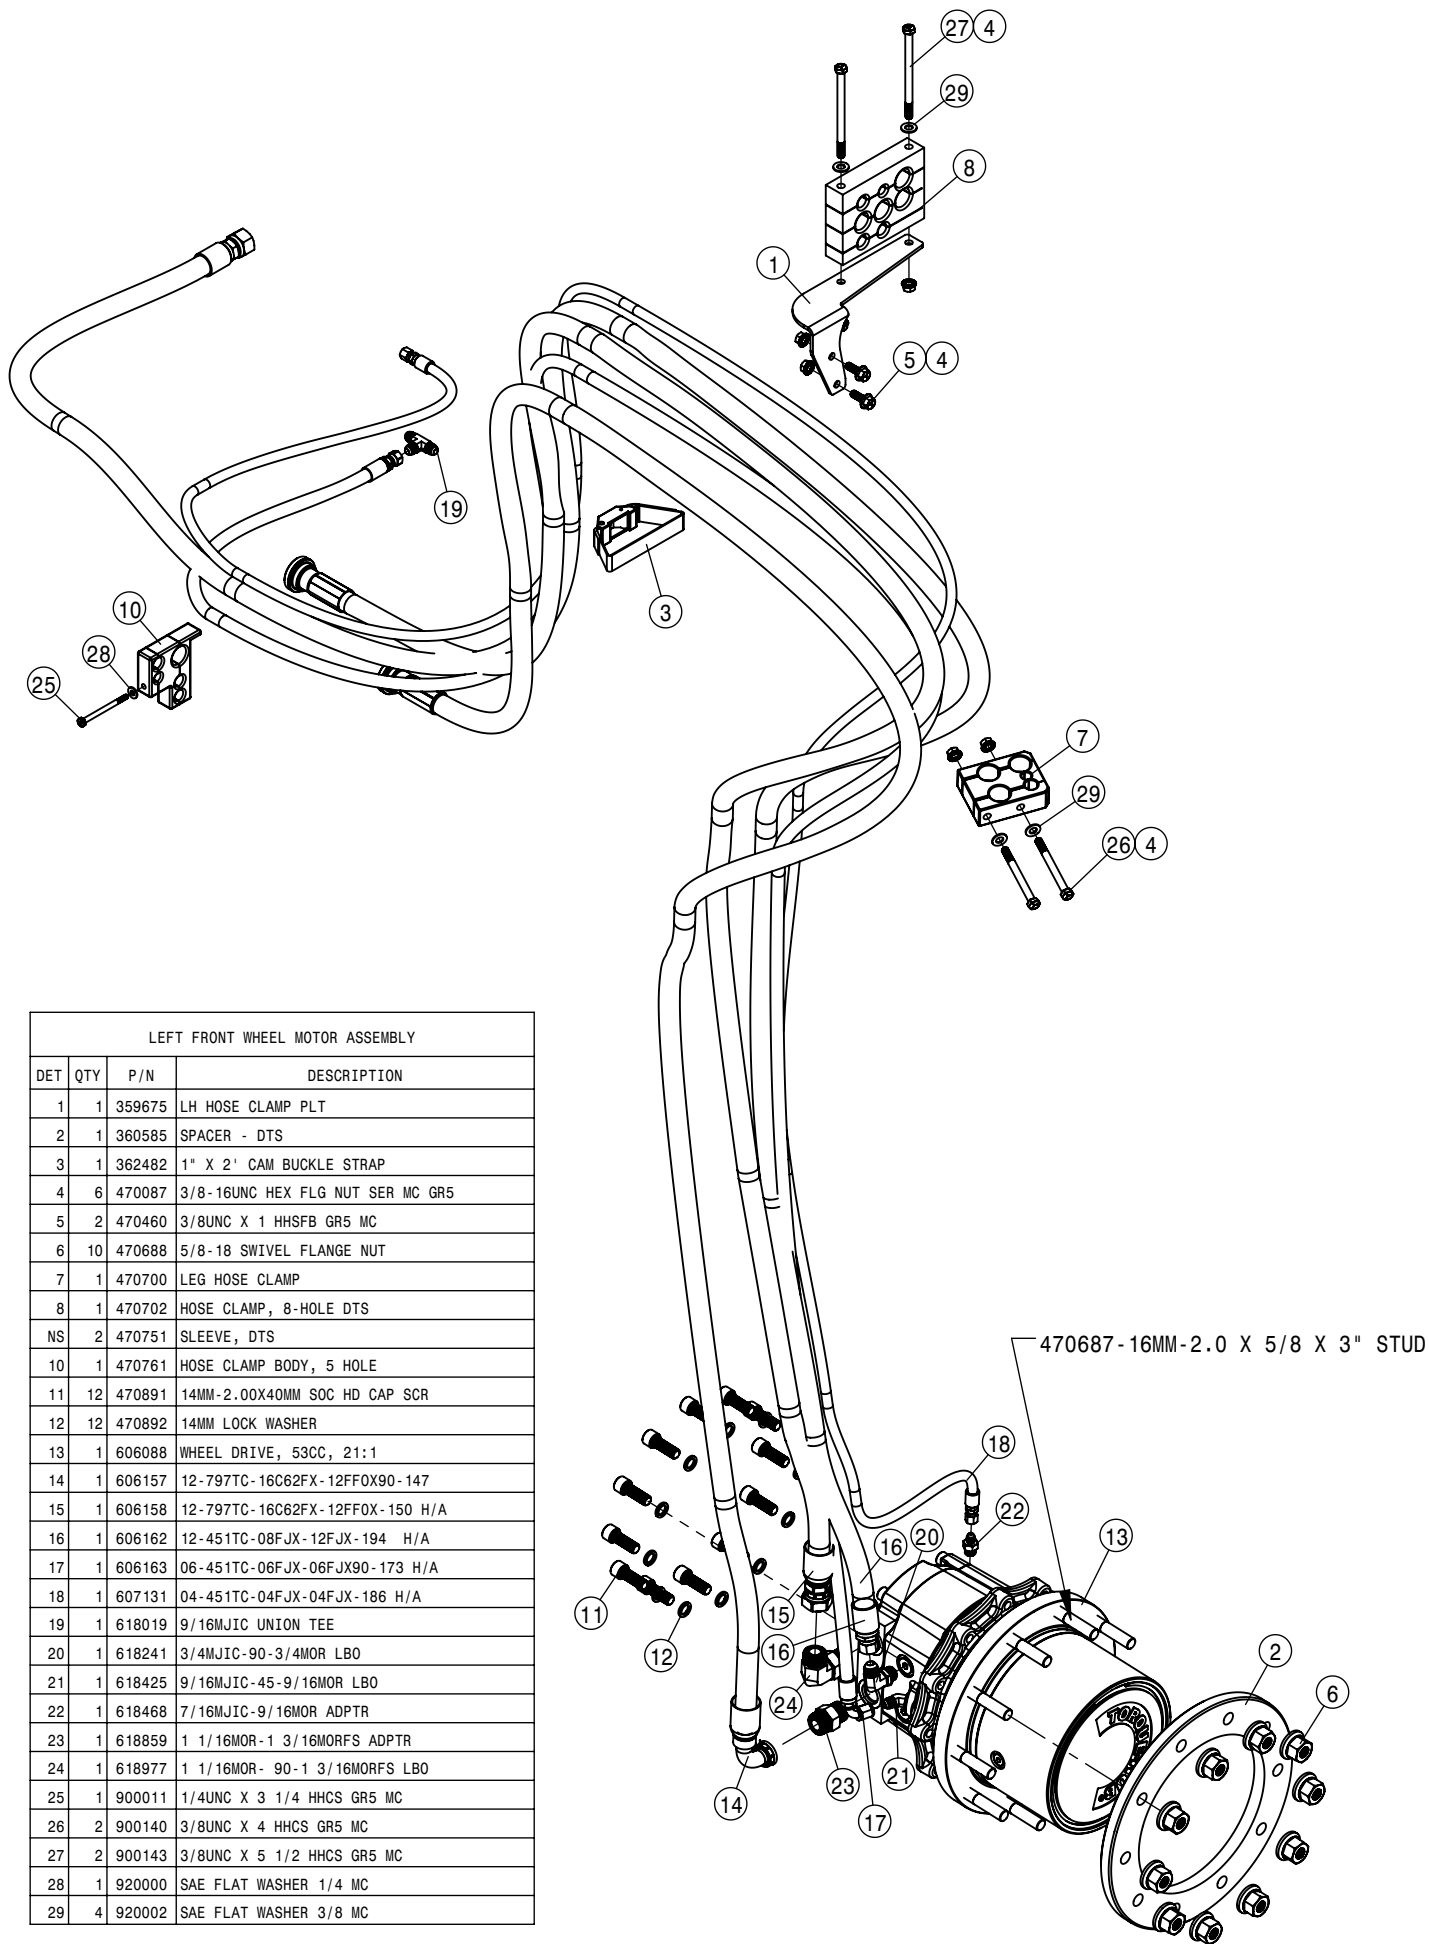 27 4
29
8
1
5 4
19
3
10
28
25
7
29
26 4
LEFT FRONT WHEEL MOTOR ASSEMBLY
DET QTY P/N DESCRIPTION
1 1 359675 LH HOSE CLAMP PLT
2 1 360585 SPACER - DTS
3 1 362482 1" X 2' CAM BUCKLE STRAP
4 6 470087 3/8-16UNC HEX FLG NUT SER MC GR5
5 2 470460 3/8UNC X 1 HHSFB GR5 MC
6 10 470688 5/8-18 SWIVEL FLANGE NUT
7 1 470700 LEG HOSE CLAMP
8 1 470702 HOSE CLAMP, 8-HOLE DTS
NS 2 470751 SLEEVE, DTS
10 1 470761 HOSE CLAMP BODY, 5 HOLE
11 12 470891 14MM-2.00X40MM SOC HD CAP SCR
12 12 470892 14MM LOCK WASHER
13 1 606088 WHEEL DRIVE, 53CC, 21:1
14 1 606157 12-797TC-16C62FX-12FFOX90-147
15 1 606158 12-797TC-16C62FX-12FFOX-150 H/A
16 1 606162 12-451TC-08FJX-12FJX-194 H/A
17 1 606163 06-451TC-06FJX-06FJX90-173 H/A
18 1 607131 04-451TC-04FJX-04FJX-186 H/A
19 1 618019 9/16MJIC UNION TEE
20 1 618241 3/4MJIC-90-3/4MOR LBO
21 1 618425 9/16MJIC-45-9/16MOR LBO
22 1 618468 7/16MJIC-9/16MOR ADPTR
23 1 618859 1 1/16MOR-1 3/16MORFS ADPTR
24 1 618977 1 1/16MOR- 90-1 3/16MORFS LBO
25 1 900011 1/4UNC X 3 1/4 HHCS GR5 MC
26 2 900140 3/8UNC X 4 HHCS GR5 MC
27 2 900143 3/8UNC X 5 1/2 HHCS GR5 MC
28 1 920000 SAE FLAT WASHER 1/4 MC
29 4 920002 SAE FLAT WASHER 3/8 MC
470687-16MM-2.0 X 5/8 X 3" STUD
18
22
13
16
20
11
15
12
16
2
6
24
21
23
14
17